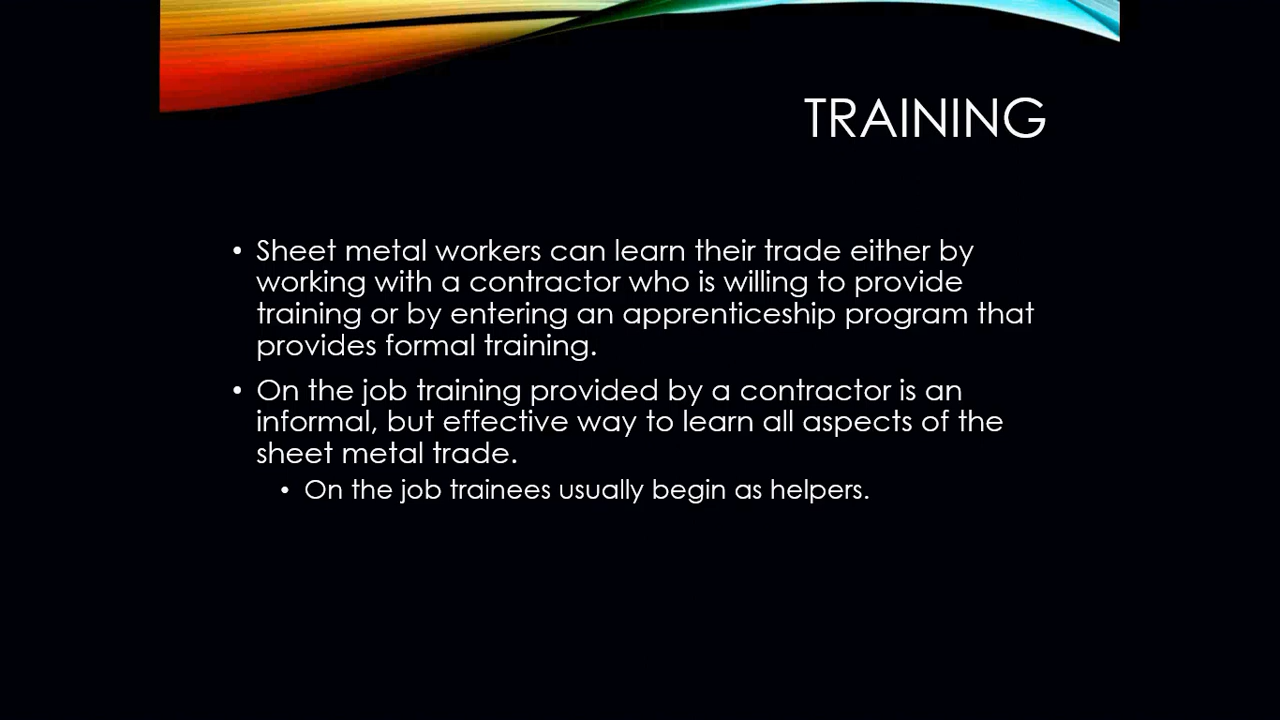 TRAINING
• Sheet metal workers can learn their trade either by
working with a contractor who is willing to provide
training or by entering an apprenticeship program that
provides formal training.
• On the job training provided by a contractor is an
informal, but effective way to learn all aspects of the
sheet metal trade.
• On the job trainees usually begin as helpers.